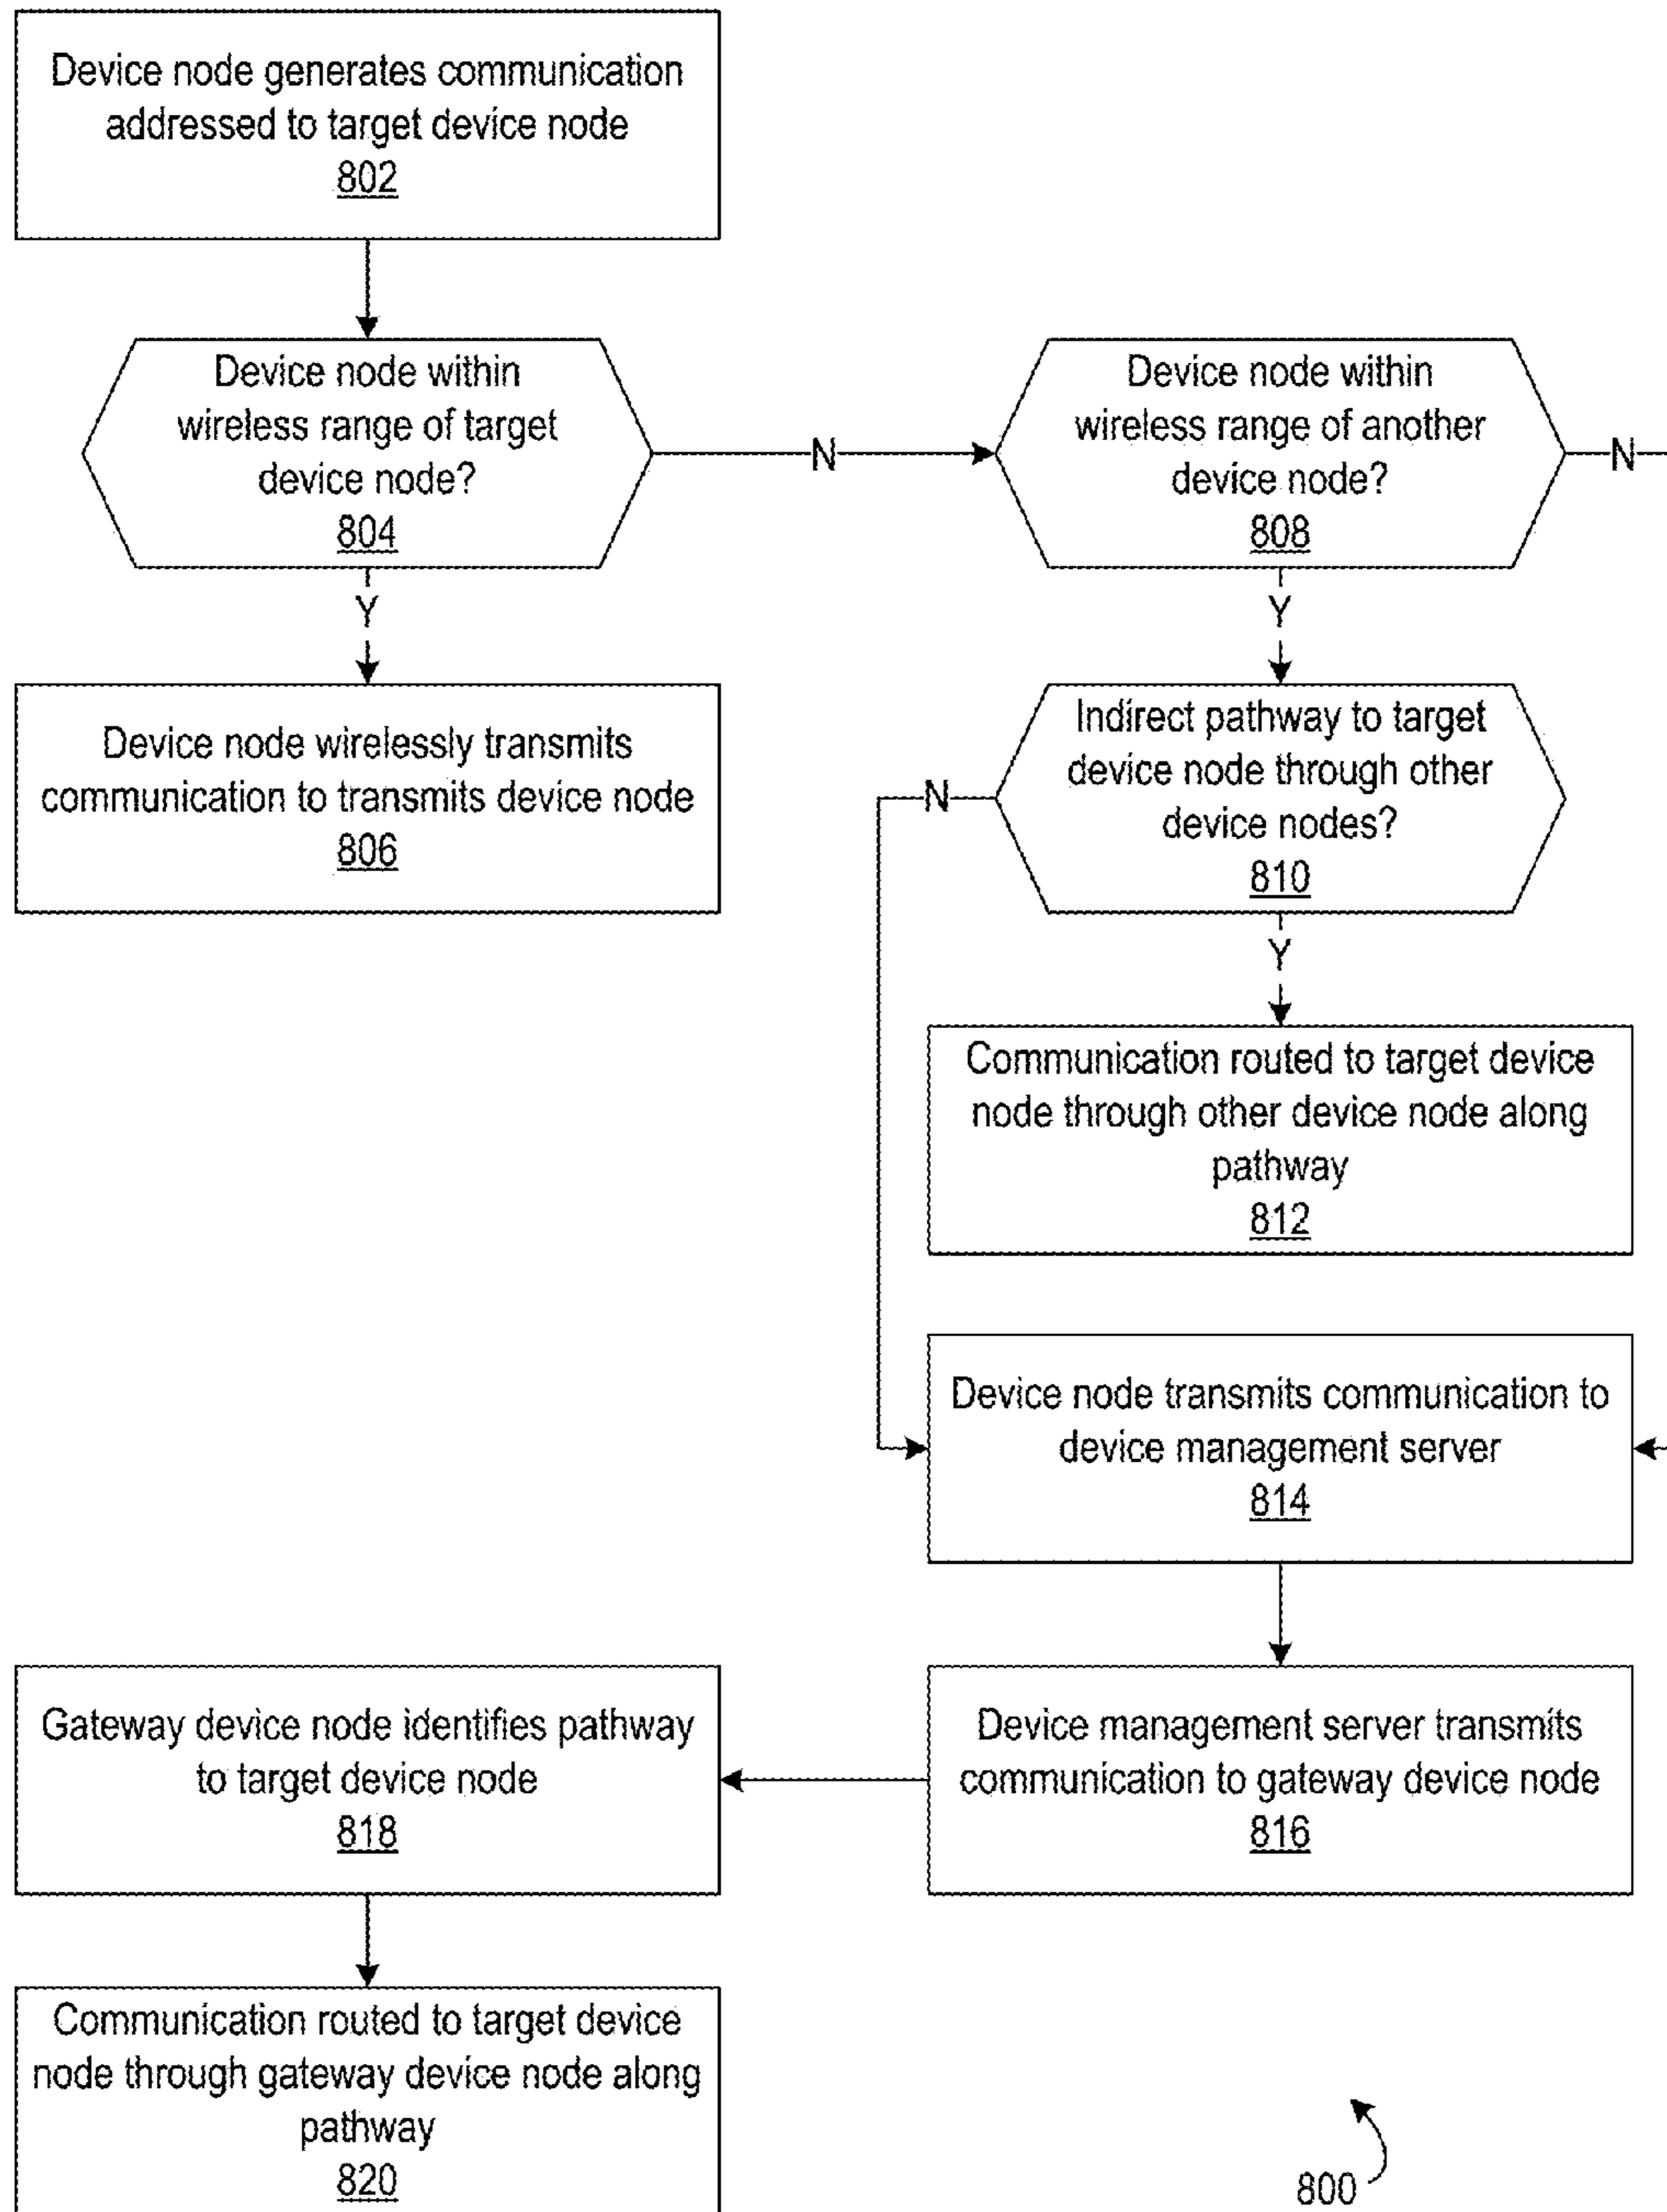 Device node generates communication
addressed to target device node
802
Device node within
wireless range of target
device node?
804
N
Device node within
wireless range of another
device node?
808
N
Y
Y
Device node wirelessly transmits
communication to transmits device node
806
Indirect pathway to target
device node through other
device nodes?
810
N
Y
Communication routed to target device
node through other device node along
pathway
812
Device node transmits communication to
device management server
814
Device management server transmits
communication to gateway device node
816
Gateway device node identifies pathway
to target device node
818
Communication routed to target device
node through gateway device node along
pathway
820
800